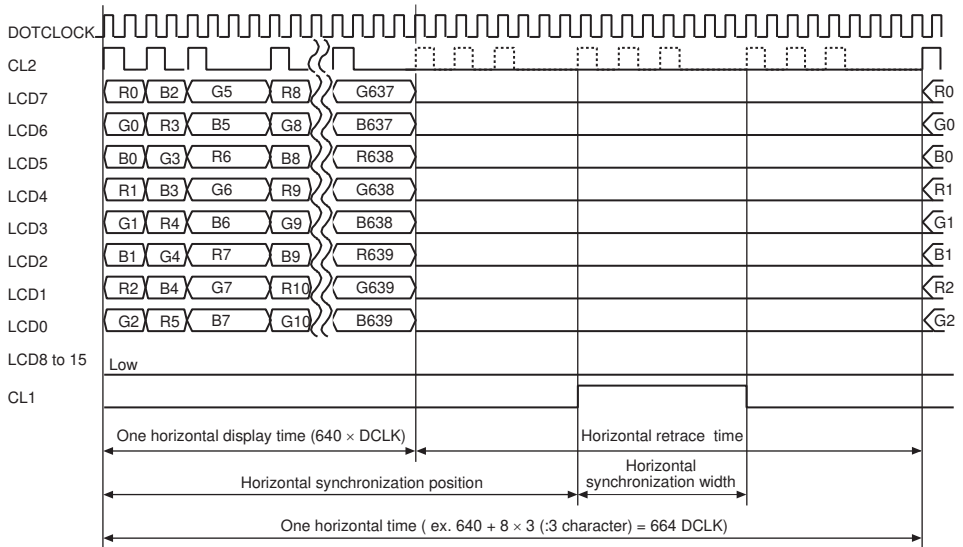 DOTCLOCK
CL2
LCD7 R0 B2 G5 R8 G637 R0
LCD6 G0 R3 B5 G8 B637 G0
LCD5 B0 G3 R6 B8 R638 B0
LCD4 R1 B3 G6 R9 G638 R1
LCD3 G1 R4 B6 G9 B638 G1
LCD2 B1 G4 R7 B9 R639 B1
LCD1 R2 B4 G7 R10 G639 R2
LCD0 G2 R5 B7 G10 B639 G2
LCD8 to 15 Low
CL1
One horizontal display time (640 × DCLK) Horizontal retrace time
Horizontal synchronization position Horizontal
synchronization width
One horizontal time ( ex. 640 + 8 × 3 (:3 character) = 664 DCLK)